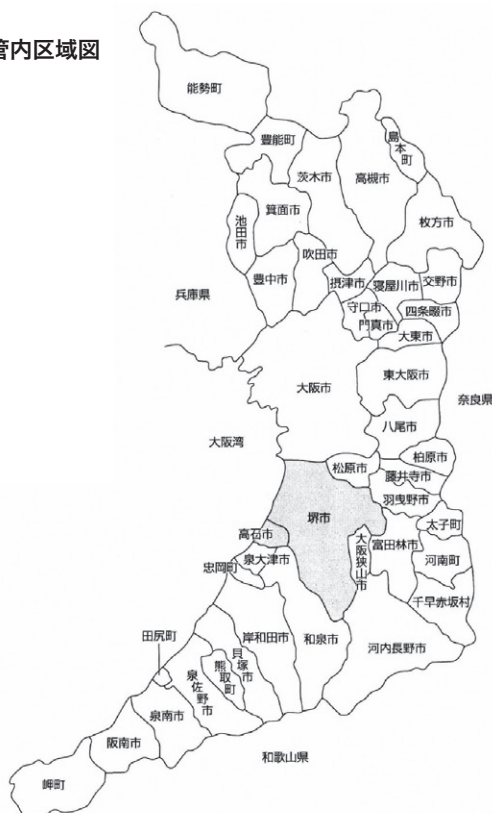 管内区域図
能勢町
豊能町
島本町
茨木市
高槻市
箕面市
池田市
枚方市
吹田市
豊中市
摂津市
寝屋川市
交野市
兵庫県
守口市
四条畷市
門真市
大東市
東大阪市
大阪市
奈良県
八尾市
大阪湾
柏原市
松原市
藤井寺市
羽曳野市
堺市
太子町
高石市
大阪狭山市
富田林市
泉大津市
河南町
忠岡町
千早赤坂村
田尻町
岸和田市
和泉市
河内長野市
貝塚市
熊取町
泉佐野市
泉南市
阪南市
和歌山県
岬町